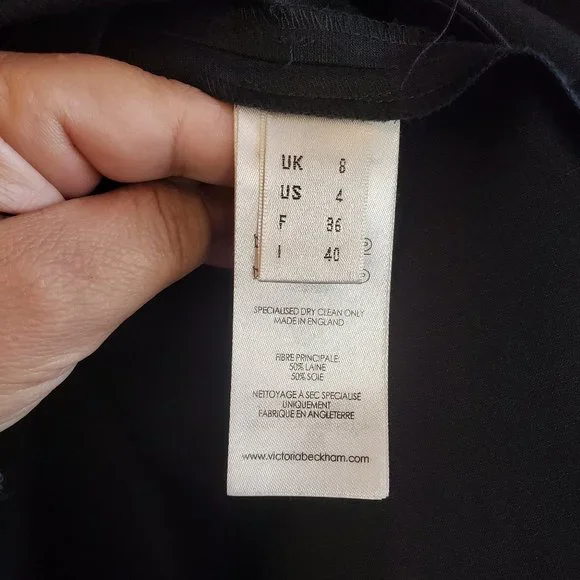 UK 8
US 4
F 36
I 40
SPECIALISED DRY CLEAN ONLY
MADE IN ENGLAND
FIBRE PRINCIPALE:
50% LAINE
50% SOIE
NETTOYAGE À SEC SPÉCIALISÉ
UNIQUEMENT
FABRIQUE EN ANGLETERRE
www.victoriabeckham.com